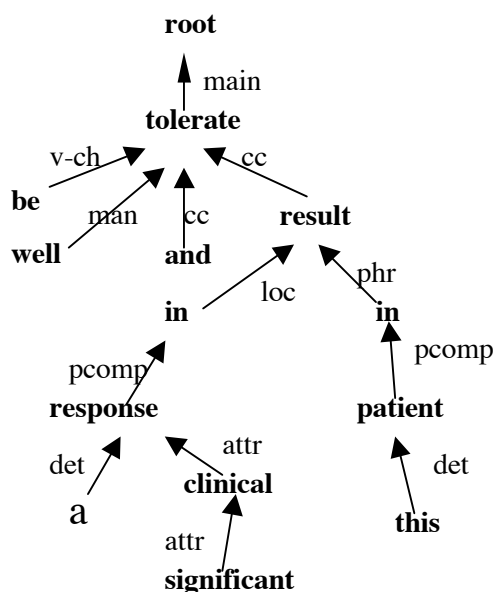 root
main
tolerate
v-ch cc
be man cc result
well and
in loc phr in
pcomp pcomp
response patient
det attr det
a clinical
attr this
significant